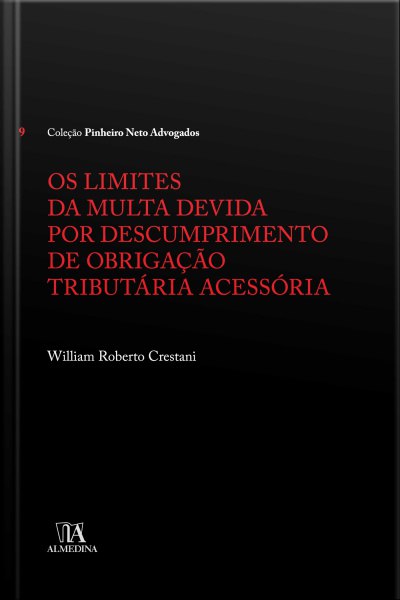 9 Coleção Pinheiro Neto Advogados
OS LIMITES
DA MULTA DEVIDA
POR DESCUMPRIMENTO
DE OBRIGAÇÃO
TRIBUTÁRIA ACESSÓRIA
William Roberto Crestani
ALMEDINA